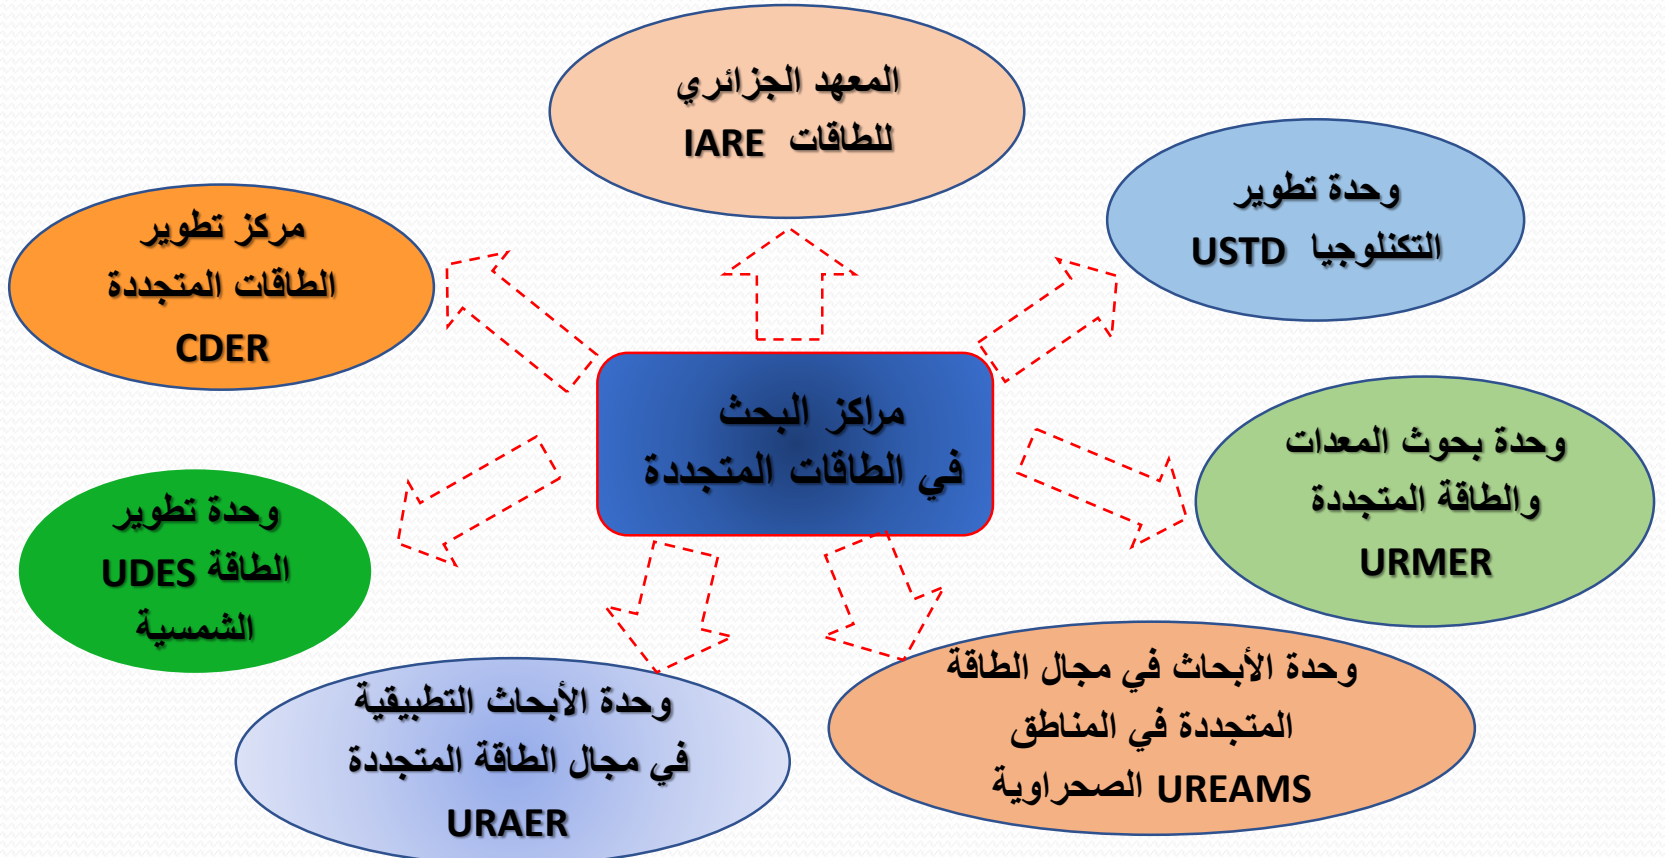 المعهد الجزائري
للطاقات IARE
وحدة تطوير
التكنلوجيا USTD
مركز تطوير
الطاقات المتجددة
CDER
مراكز البحث
في الطاقات المتجددة
وحدة بحوث المعدات
والطاقة المتجددة
URMER
وحدة تطوير
الطاقة UDES
الشمسية
وحدة الأبحاث في مجال الطاقة
المتجددة في المناطق
الصحراوية UREAMS
وحدة الأبحاث التطبيقية
في مجال الطاقة المتجددة
URAER